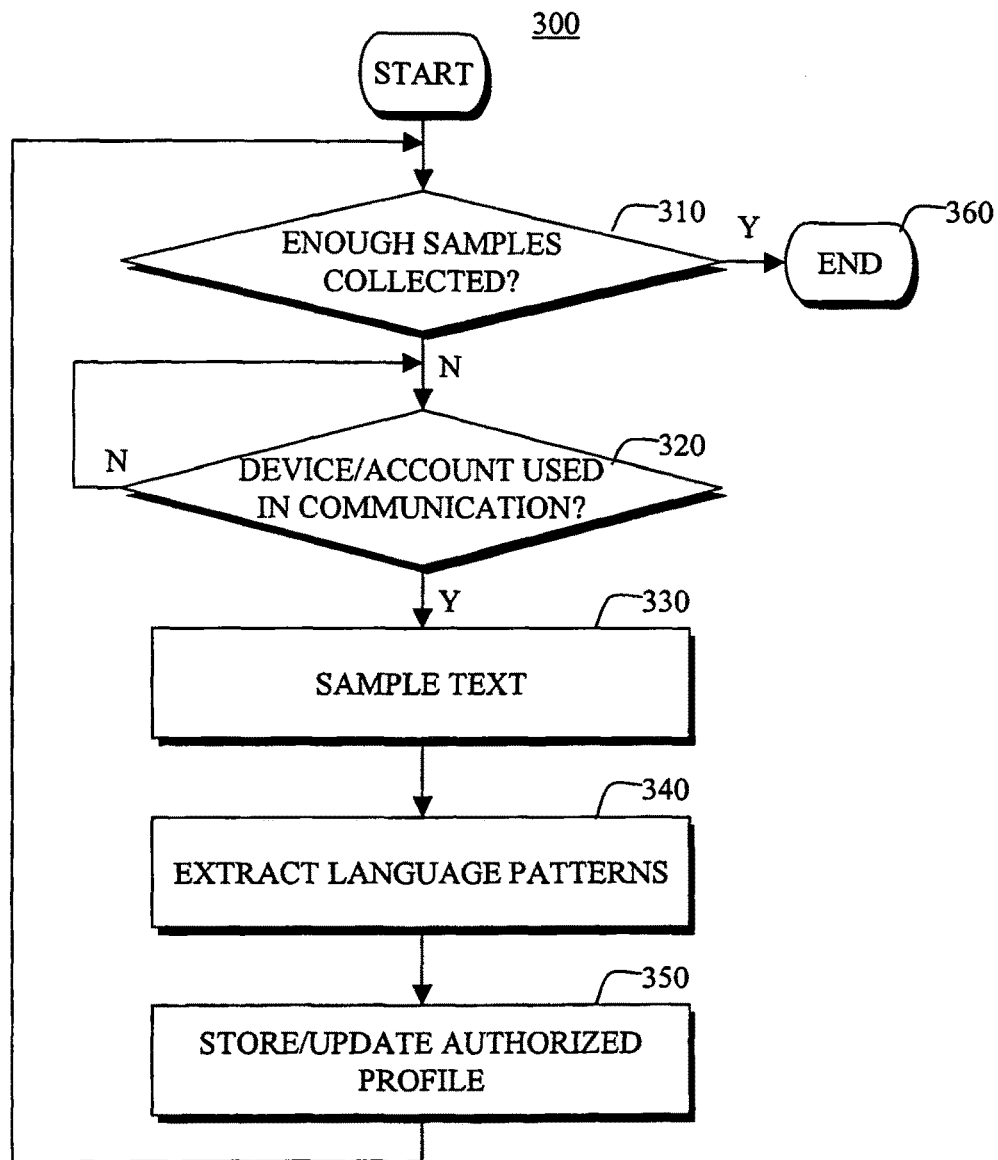 300
START
310
ENOUGH SAMPLES
COLLECTED?
Y
360
END
N
320
DEVICE/ACCOUNT USED
IN COMMUNICATION?
N
Y
330
SAMPLE TEXT
340
EXTRACT LANGUAGE PATTERNS
350
STORE/UPDATE AUTHORIZED
PROFILE